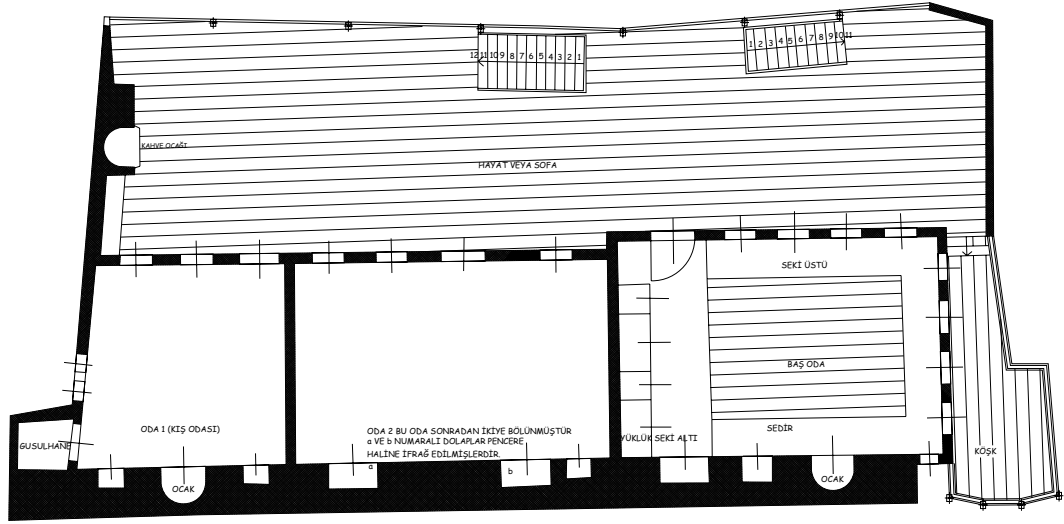 12 11 10 9 8 7 6 5 4 3 2 1
1 2 3 4 5 6 7 8 9 10 11
KAHVE OCAĞI
HAYAT VEYA SOFA
SEKİ ÜSTÜ
BAŞ ODA
ODA 1 (KIŞ ODASI)
ODA 2 BU ODA SONRADAN İKİYE BÖLÜNMÜŞTÜR
a VE b NUMARALI DOLAPLAR PENCERE
HALİNE İFRAĞ EDİLMİŞLERDİR.
SEDİR
YÜKLÜK SEKİ ALTI
GUSULHANE
KÖŞK
a
b
OCAK
OCAK